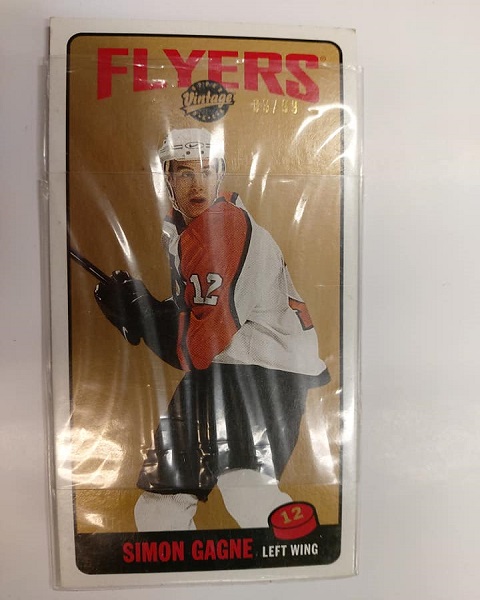 FLYERS
Vintage
12
12
SIMON GAGNE LEFT WING